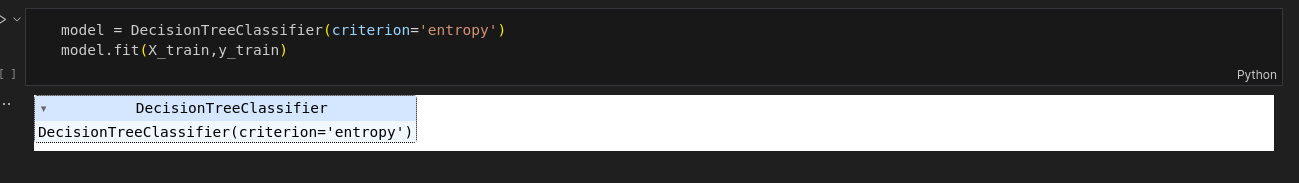 model = DecisionTreeClassifier(criterion='entropy')
model.fit(X_train,y_train)
[ ]
Python
..
▾ DecisionTreeClassifier
DecisionTreeClassifier(criterion='entropy')